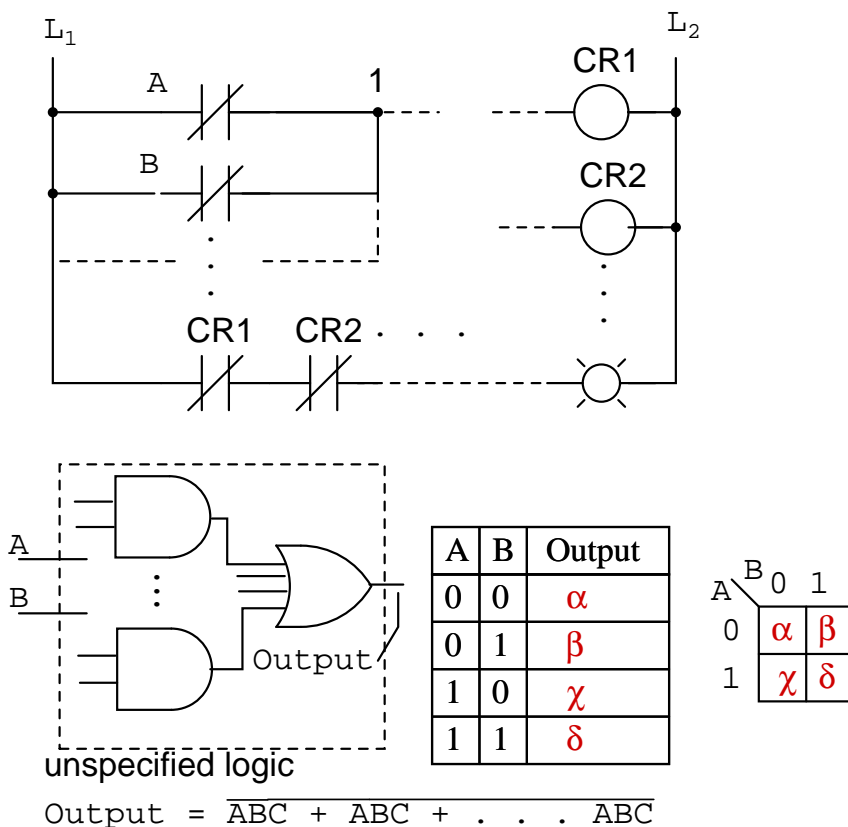 L₁ L₂
CR1
A 1
B CR2
CR1 CR2 . . .
A
B
Output
unspecified logic
A B Output
0 0 α
0 1 β
1 0 χ
1 1 δ
A B 0 1
0 α β
1 χ δ
Output = ABC + ABC + . . . ABC